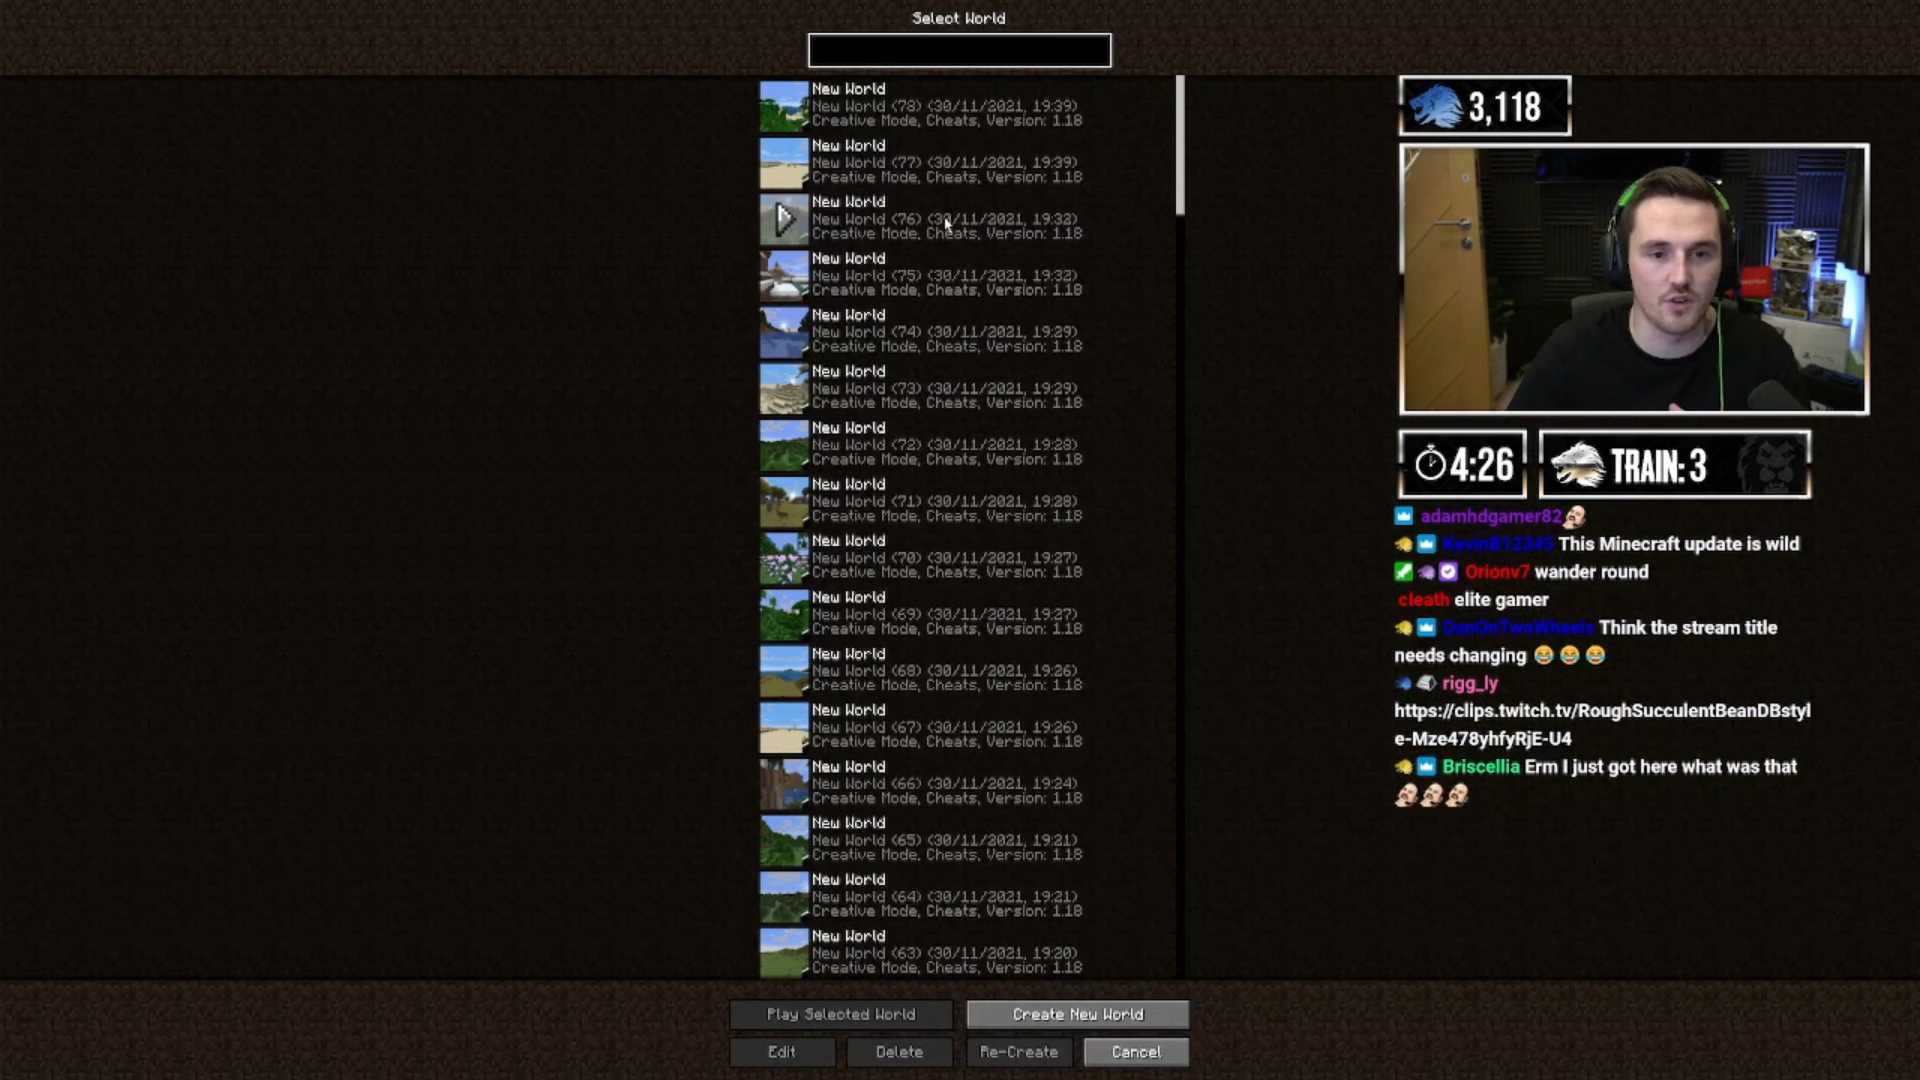 Select World
New World
New World (78) (30/11/2021, 19:39)
Creative Mode, Cheats, Version: 1.18
New World
New World (77) (30/11/2021, 19:39)
Creative Mode, Cheats, Version: 1.18
New World
New World (76) (30/11/2021, 19:32)
Creative Mode, Cheats, Version: 1.18
New World
New World (75) (30/11/2021, 19:32)
Creative Mode, Cheats, Version: 1.18
New World
New World (74) (30/11/2021, 19:29)
Creative Mode, Cheats, Version: 1.18
New World
New World (73) (30/11/2021, 19:29)
Creative Mode, Cheats, Version: 1.18
New World
New World (72) (30/11/2021, 19:28)
Creative Mode, Cheats, Version: 1.18
New World
New World (71) (30/11/2021, 19:28)
Creative Mode, Cheats, Version: 1.18
New World
New World (70) (30/11/2021, 19:27)
Creative Mode, Cheats, Version: 1.18
New World
New World (69) (30/11/2021, 19:27)
Creative Mode, Cheats, Version: 1.18
New World
New World (68) (30/11/2021, 19:26)
Creative Mode, Cheats, Version: 1.18
New World
New World (67) (30/11/2021, 19:26)
Creative Mode, Cheats, Version: 1.18
New World
New World (66) (30/11/2021, 19:24)
Creative Mode, Cheats, Version: 1.18
New World
New World (65) (30/11/2021, 19:21)
Creative Mode, Cheats, Version: 1.18
New World
New World (64) (30/11/2021, 19:21)
Creative Mode, Cheats, Version: 1.18
New World
New World (63) (30/11/2021, 19:20)
Creative Mode, Cheats, Version: 1.18
Play Selected World
Create New World
Edit
Delete
Re-Create
Cancel
3,118
4:26
TRAIN: 3
adamhdgamer82
KevinB12345 This Minecraft update is wild
Orionv7 wander round
cleath elite gamer
DanOnTwoWheels Think the stream title
needs changing 😂 😂 😂
rigg_ly
https://clips.twitch.tv/RoughSucculentBeanDBstyl
e-Mze478yhfyRjE-U4
Briscellia Erm I just got here what was that